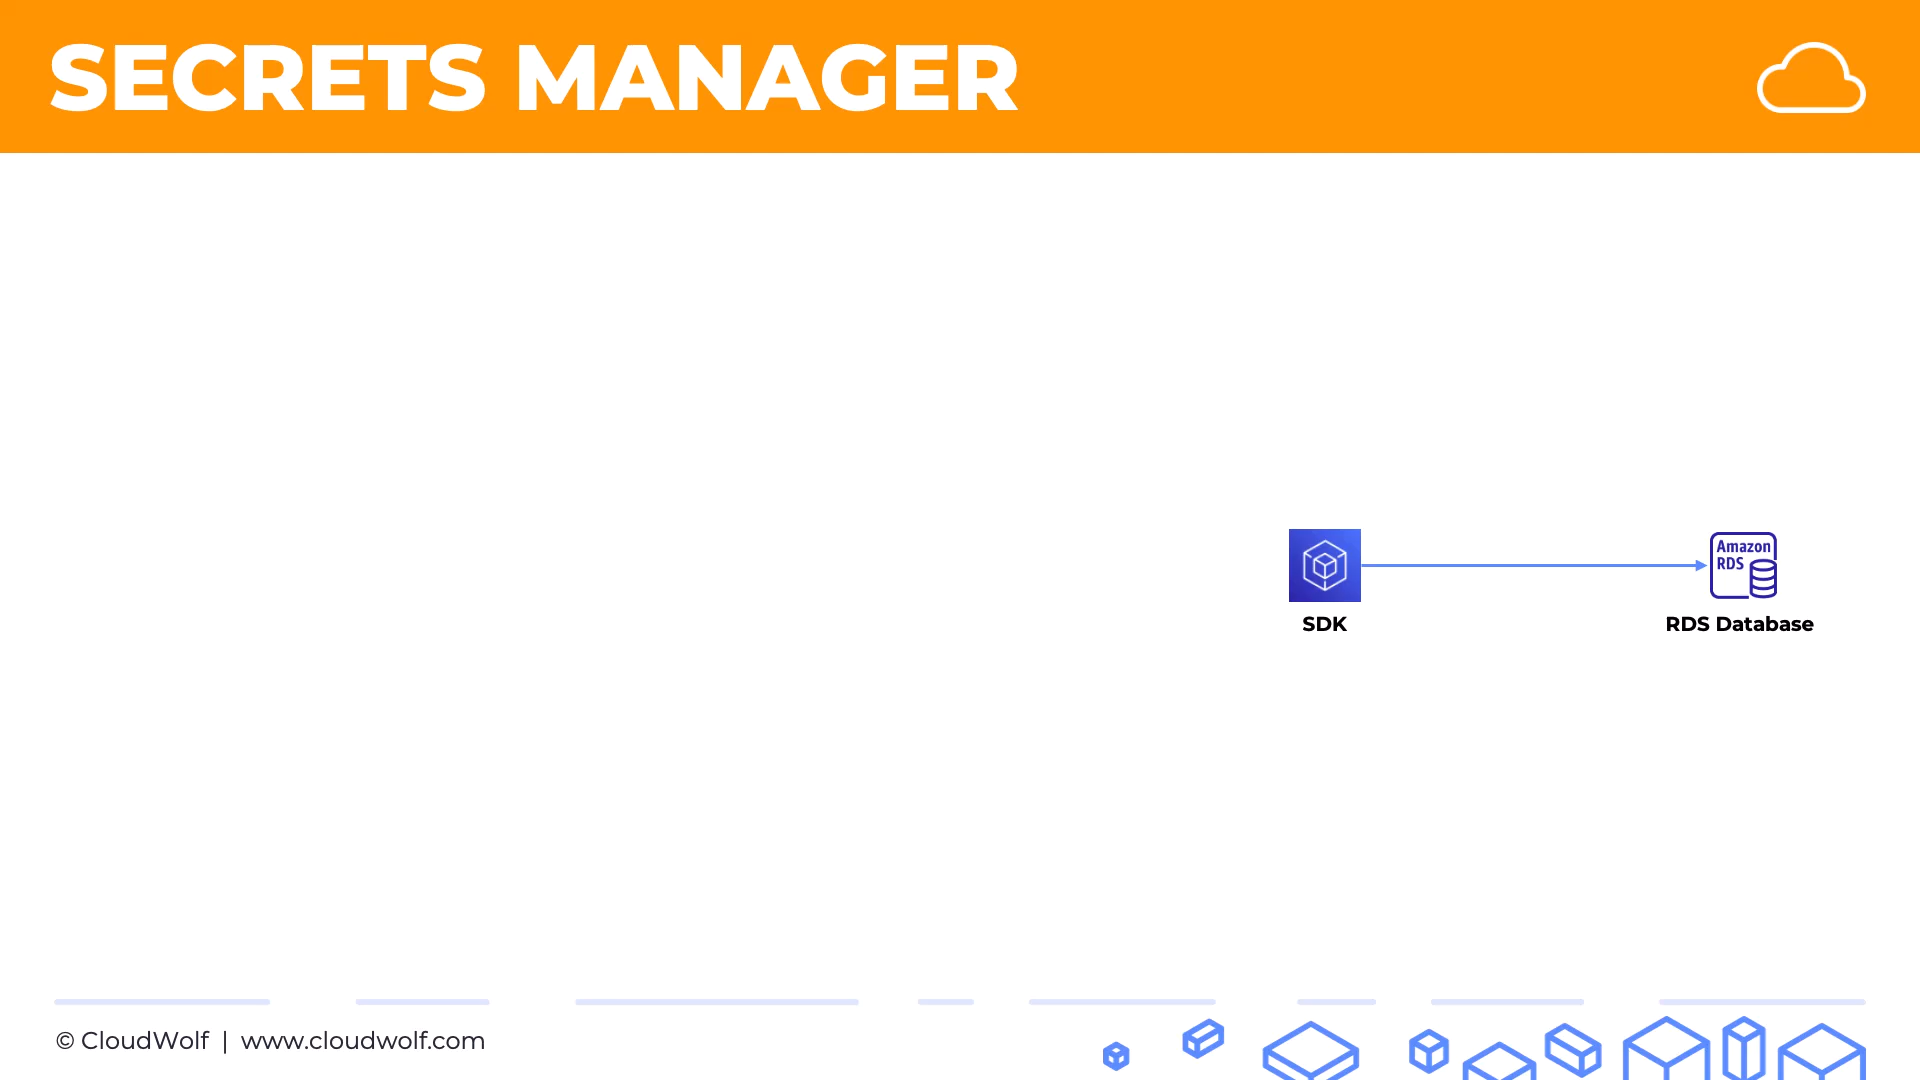 SECRETS MANAGER
Amazon
RDS
SDK
RDS Database
© CloudWolf | www.cloudwolf.com